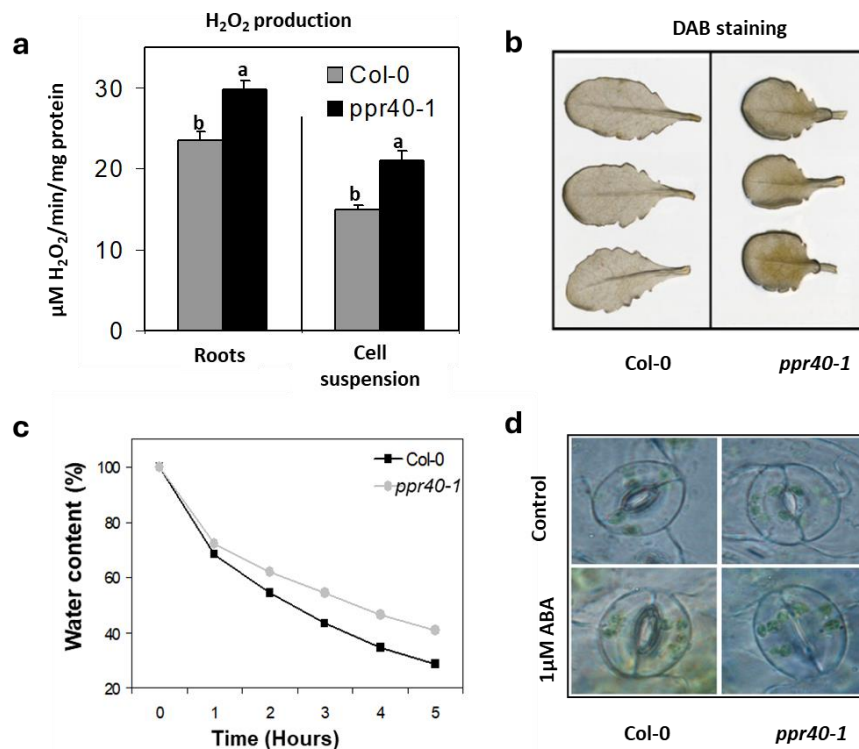 a
H₂O₂ production
µM H₂O₂/min/mg protein
30
20
10
0
Col-0
ppr40-1
b
a
b
a
Roots
Cell
suspension
b
DAB staining
Col-0
ppr40-1
c
Water content (%)
100
80
60
40
20
Col-0
ppr40-1
0 1 2 3 4 5
Time (Hours)
d
Control
1µM ABA
Col-0
ppr40-1